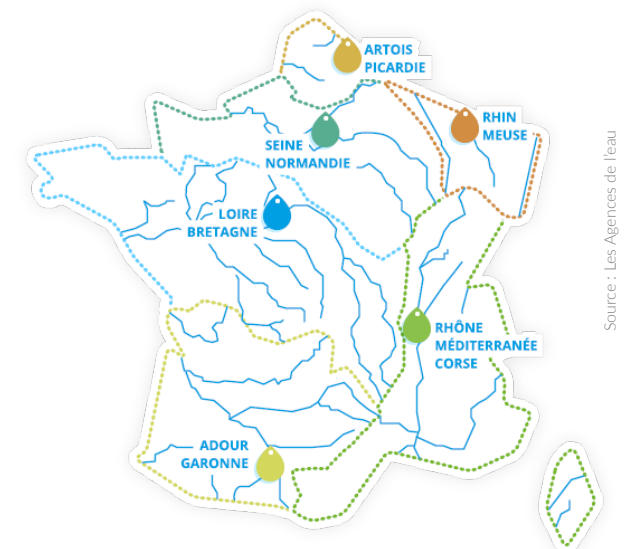 ARTOIS
PICARDIE
RHIN
MEUSE
SEINE
NORMANDIE
LOIRE
BRETAGNE
RHÔNE
MÉDITERRANÉE
CORSE
ADOUR
GARONNE
Source : Les Agences de l'eau